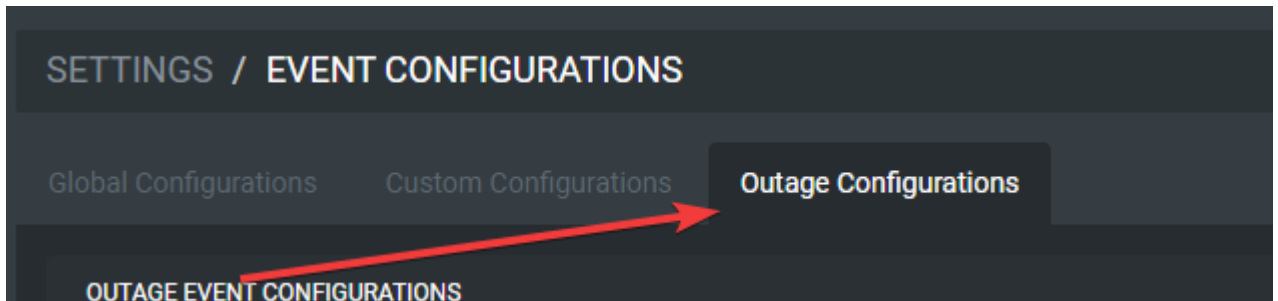 SETTINGS / EVENT CONFIGURATIONS
Global Configurations Custom Configurations Outage Configurations
OUTAGE EVENT CONFIGURATIONS